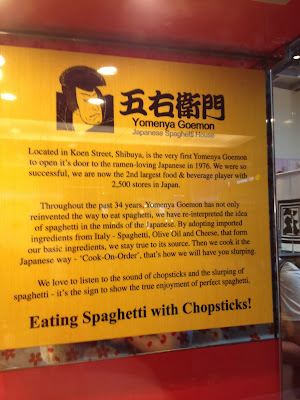 五右衛門
Yomenya Goemon
Japanese Spaghetti House
Located in Koen Street, Shibuya, is the very first Yomenya Goemon
to open it's door to the ramen-loving Japanese in 1976. We were so
successful, we are now the 2nd largest food & beverage player with
2,500 stores in Japan.
Throughout the past 34 years, Yomenya Goemon has not only
reinvented the way to eat spaghetti, we have re-interpreted the idea
of spaghetti in the minds of the Japanese. By adopting imported
ingredients from Italy - Spaghetti, Olive Oil and Cheese, that form
our basic ingredients, we stay true to its source. Then we cook it the
Japanese way - 'Cook-On-Order', that's how we will have you slurping.
We love to listen to the sound of chopsticks and the slurping of
spaghetti - it's the sign to show the true enjoyment of perfect spaghetti.
Eating Spaghetti with Chopsticks!